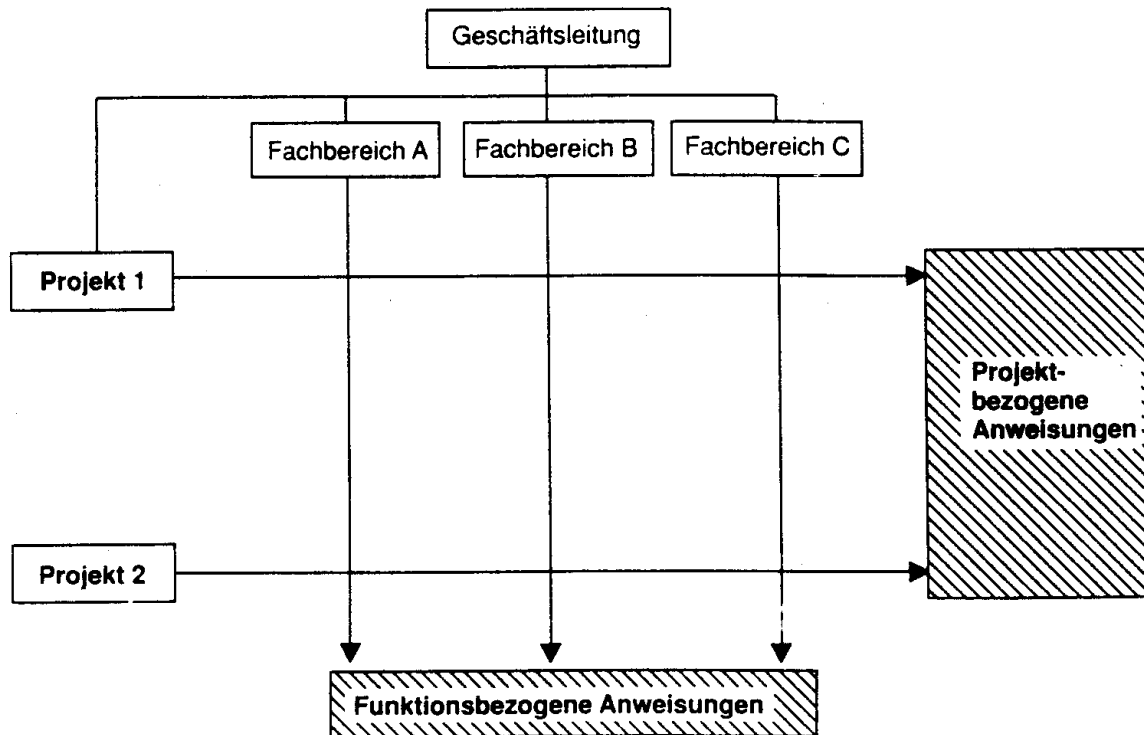 Geschäftsleitung
Fachbereich A
Fachbereich B
Fachbereich C
Projekt 1
Projekt-
bezogene
Anweisungen
Projekt 2
Funktionsbezogene Anweisungen